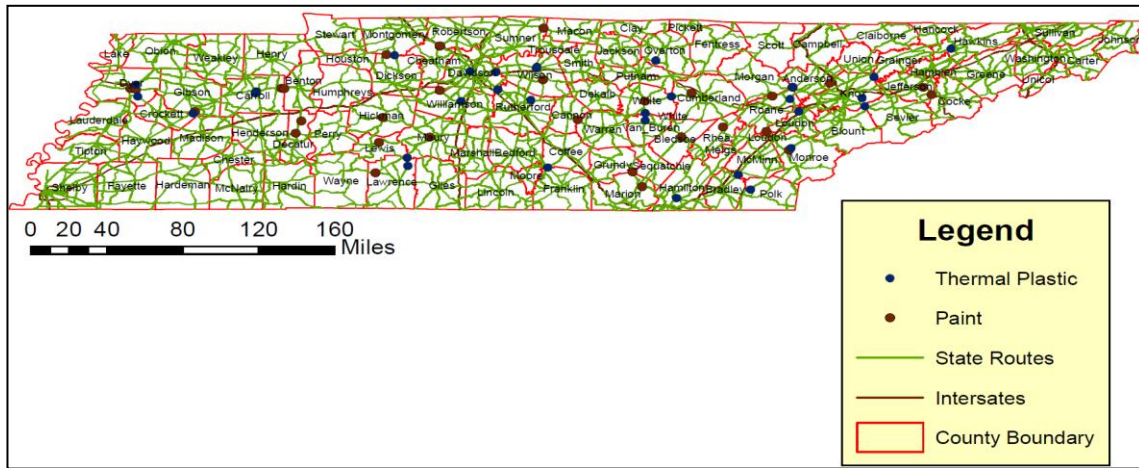 Stewart Montgomery Robertson Sumner Macon Clay Pickett
Lake Obion Weakley Henry Houston Cheatham Trousdale Jackson Overton Fentress Scott Campbell Claiborne Hancock Hawkins Sullivan Johnson
Gibson Carroll Benton Humphreys Dickson Davidson Wilson Smith Putnam Morgan Anderson Union Grainger Hamblen Greene Washington Carter
Unicoi
Lauderdale Crockett Williamson Rutherford Dekalb White Cumberland Roane Knox Jefferson Cocke
Haywood Madison Henderson Decatur Perry Hickman Maury Cannon Warren Van Buren White Bledsoe Rhea Loudon Blount Sevier
Tipton Chester Lewis Marshall Bedford Coffee Grundy Sequatchie Meigs McMinn Monroe
Shelby Fayette Hardeman McNairy Hardin Wayne Lawrence Giles Lincoln Moore Franklin Marion Hamilton Bradley Polk
0 20 40 80 120 160
Miles
Legend
Thermal Plastic
Paint
State Routes
Intersates
County Boundary